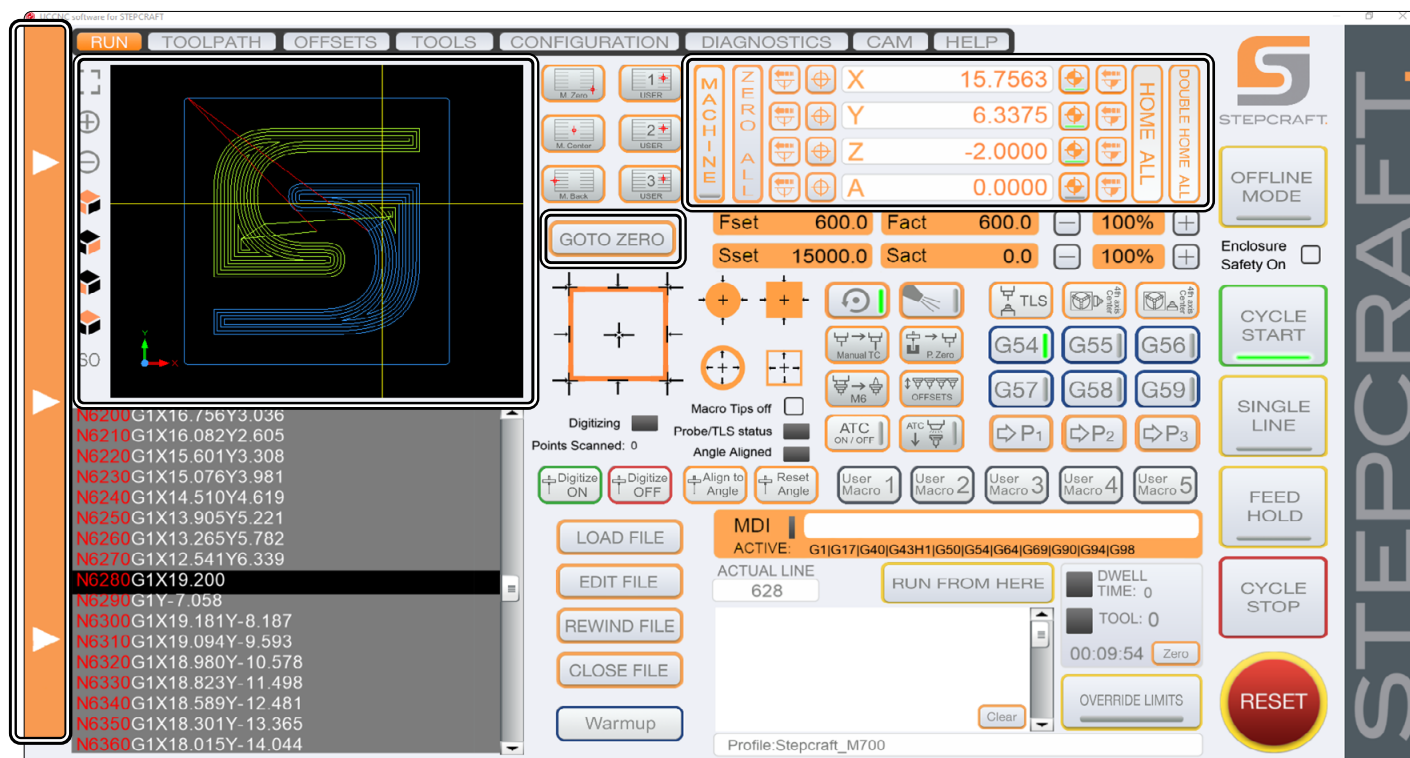 UCCNC software for STEPCRAFT
RUN TOOLPATH OFFSETS TOOLS CONFIGURATION DIAGNOSTICS CAM HELP
Y
X
SO
M. Zero
1 USER
M. Center
2 USER
M. Back
3 USER
GOTO ZERO
MACHINE
ZERO ALL
X 15.7563
Y 6.3375
Z -2.0000
A 0.0000
HOME ALL
DOUBLE HOME ALL
Fset 600.0 Fact 600.0 100%
Sset 15000.0 Sact 0.0 100%
STEPCRAFT.
OFFLINE
MODE
Enclosure
Safety On
CYCLE
START
SINGLE
LINE
FEED
HOLD
CYCLE
STOP
RESET
STEPCRAFT.
TLS
4th axis
Center
4th axis
Center
Manual TC
P. Zero
G54 G55 G56
M6
OFFSETS
G57 G58 G59
ATC
ON / OFF
ATC
P1 P2 P3
Digitizing
Points Scanned: 0
Macro Tips off
Probe/TLS status
Angle Aligned
Digitize
ON
Digitize
OFF
Align to
Angle
Reset
Angle
User
Macro 1
User
Macro 2
User
Macro 3
User
Macro 4
User
Macro 5
N6200G1X16.756Y3.036
N6210G1X16.082Y2.605
N6220G1X15.601Y3.308
N6230G1X15.076Y3.981
N6240G1X14.510Y4.619
N6250G1X13.905Y5.221
N6260G1X13.265Y5.782
N6270G1X12.541Y6.339
N6280G1X19.200
N6290G1Y-7.058
N6300G1X19.181Y-8.187
N6310G1X19.094Y-9.593
N6320G1X18.980Y-10.578
N6330G1X18.823Y-11.498
N6340G1X18.589Y-12.481
N6350G1X18.301Y-13.365
N6360G1X18.015Y-14.044
LOAD FILE
EDIT FILE
REWIND FILE
CLOSE FILE
Warmup
MDI
ACTIVE: G1|G17|G40|G43H1|G50|G54|G64|G69|G90|G94|G98
ACTUAL LINE
628
RUN FROM HERE
DWELL
TIME: 0
TOOL: 0
00:09:54 Zero
Clear
OVERRIDE LIMITS
Profile:Stepcraft_M700